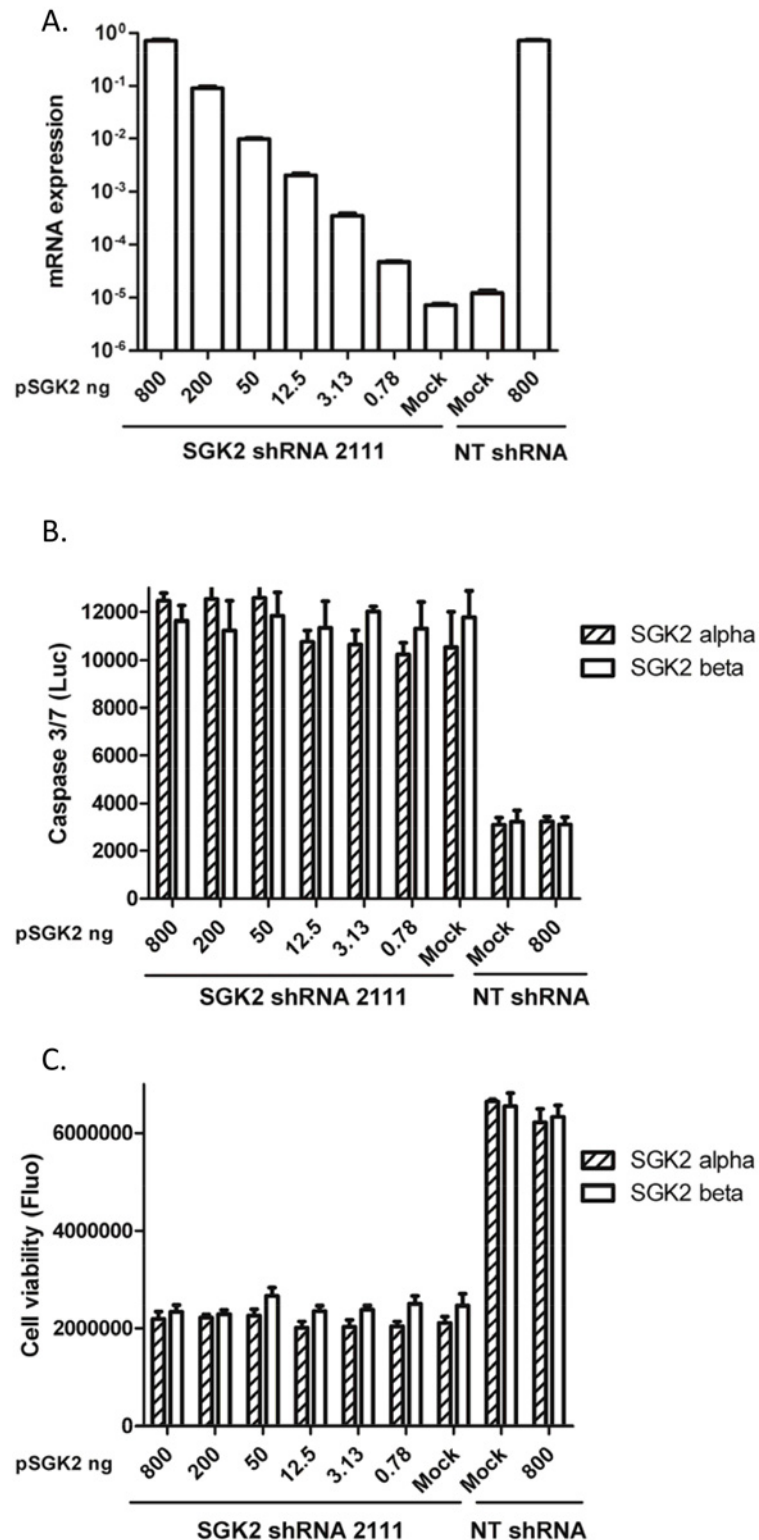 A.
10^0
10^-1
10^-2
10^-3
10^-4
10^-5
10^-6
mRNA expression
pSGK2 ng
800
200
50
12.5
3.13
0.78
Mock
Mock
800
SGK2 shRNA 2111
NT shRNA
B.
12000
10000
8000
6000
4000
2000
0
Caspase 3/7 (Luc)
SGK2 alpha
SGK2 beta
pSGK2 ng
800
200
50
12.5
3.13
0.78
Mock
Mock
800
SGK2 shRNA 2111
NT shRNA
C.
6000000
4000000
2000000
0
Cell viability (Fluo)
SGK2 alpha
SGK2 beta
pSGK2 ng
800
200
50
12.5
3.13
0.78
Mock
Mock
800
SGK2 shRNA 2111
NT shRNA